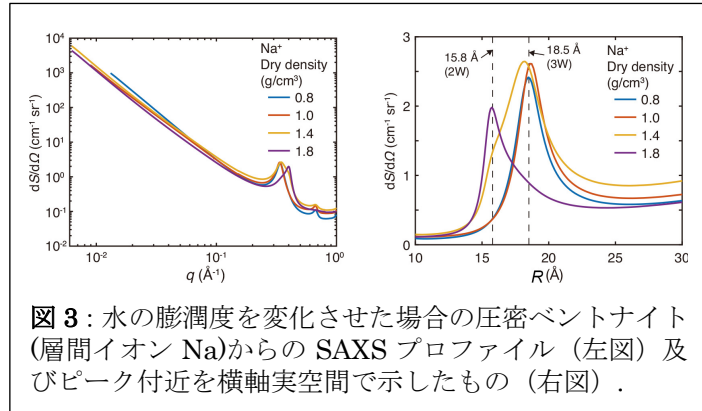 Na⁺
Dry density
(g/cm³)
0.8
1.0
1.4
1.8
10⁴
10³
10²
10¹
10⁰
10⁻¹
10⁻²
dS/dΩ (cm⁻¹ sr⁻¹)
10⁻² 10⁻¹ 10⁰
q (Å⁻¹)
15.8 Å
(2W)
18.5 Å
(3W)
Na⁺
Dry density
(g/cm³)
0.8
1.0
1.4
1.8
3
2
1
0
dS/dΩ (cm⁻¹ sr⁻¹)
10 15 20 25 30
R (Å)
図 3 : 水の膨潤度を変化させた場合の圧密ベントナイト
(層間イオン Na)からの SAXS プロファイル（左図）及
びピーク付近を横軸実空間で示したもの（右図）.